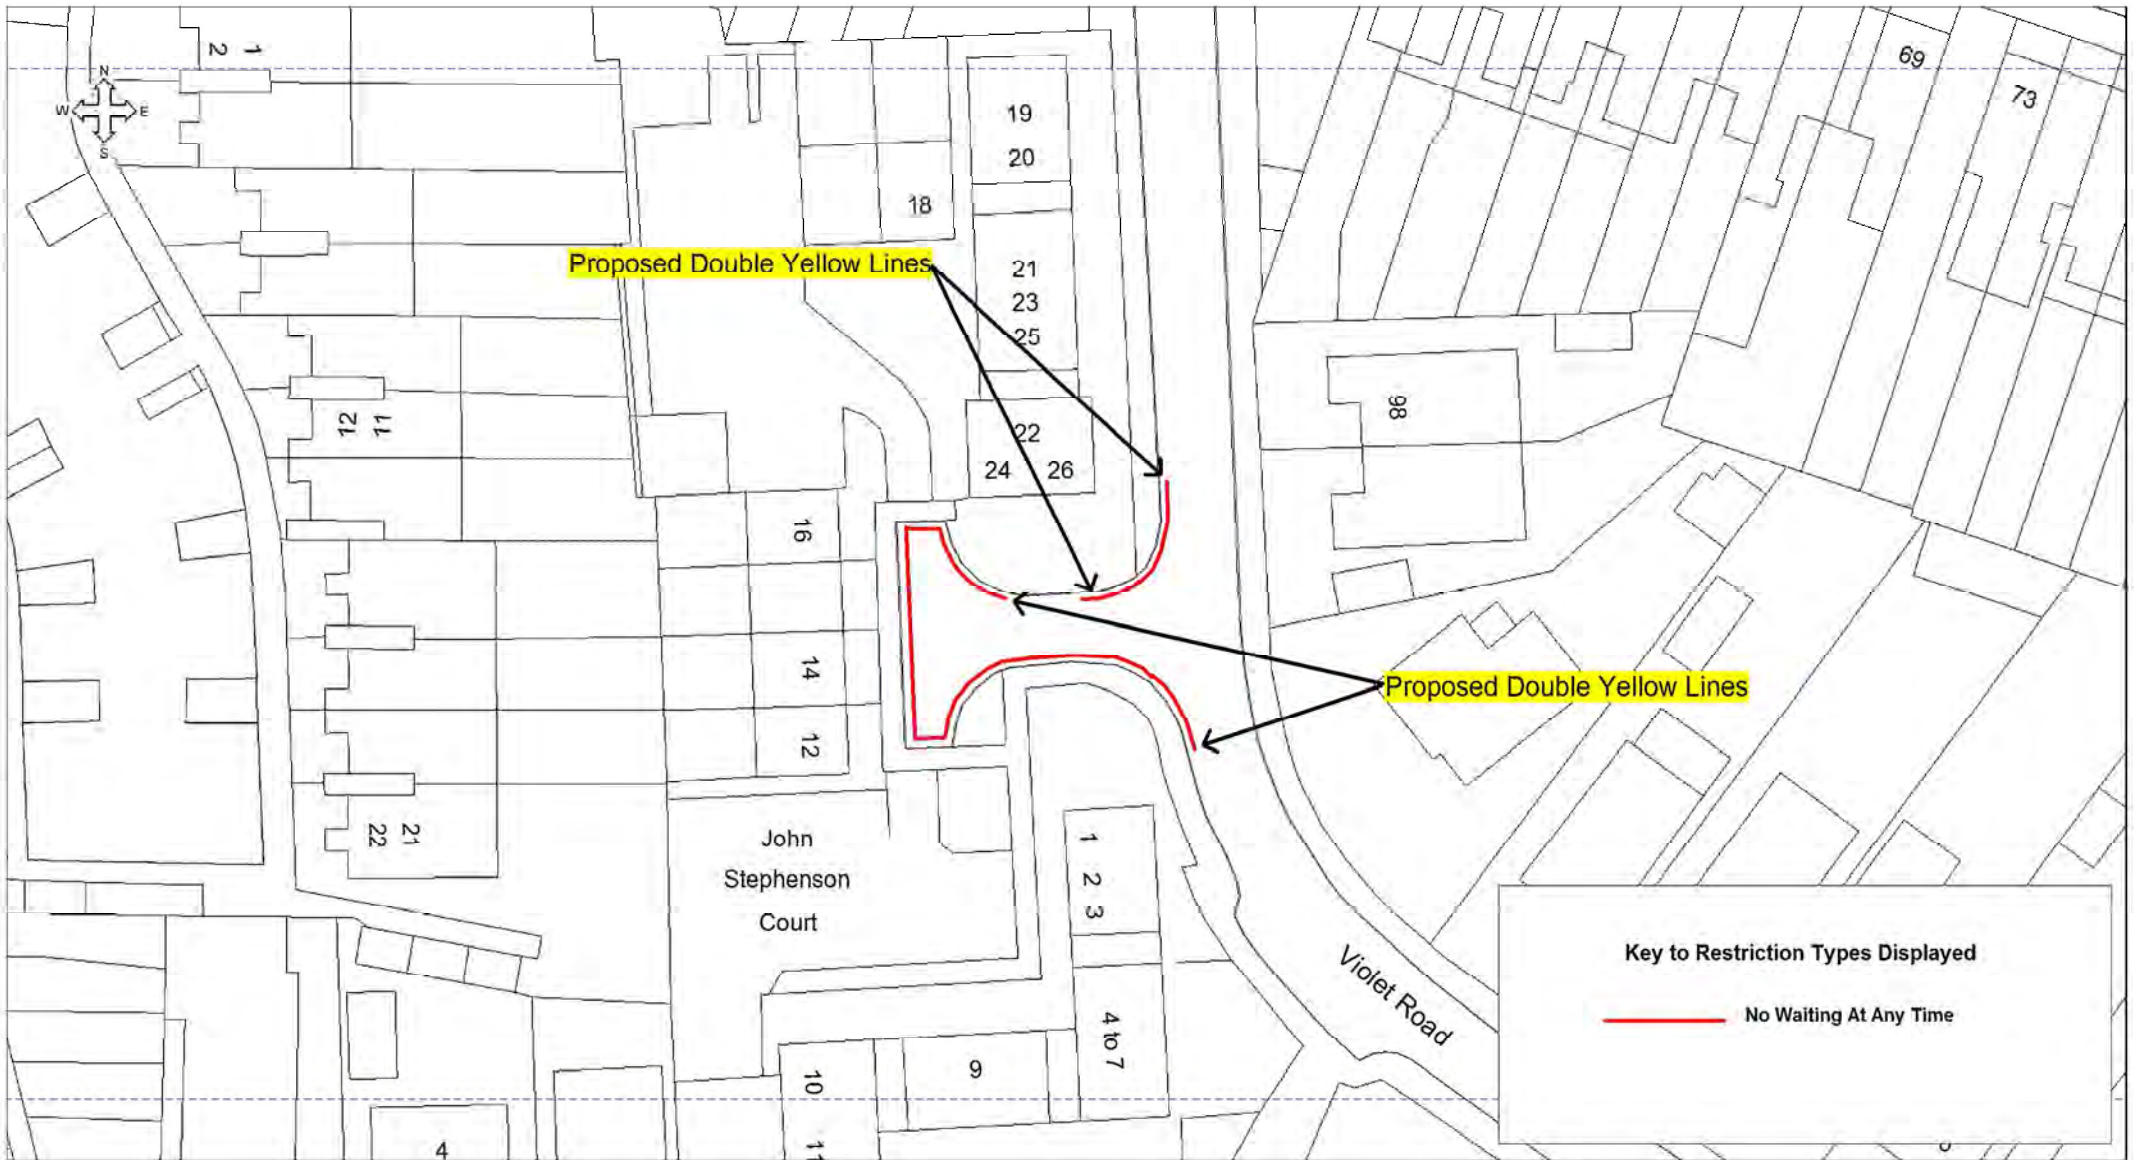 1
2
N
W
E
S
69
73
19
20
18
Proposed Double Yellow Lines
21
23
25
98
12
11
22
24 26
16
14
Proposed Double Yellow Lines
12
22
21
John
Stephenson
Court
1
2
3
Violet Road
Key to Restriction Types Displayed
No Waiting At Any Time
4 to 7
9
10
11
4